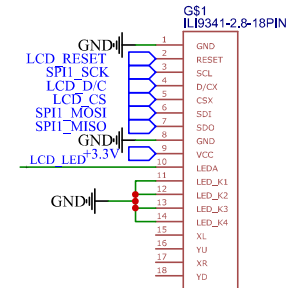 G$1
ILI9341-2.8-18PIN
GND 1 GND
LCD_RESET 2 RESET
SPI1_SCK 3 SCL
LCD_D/C 4 D/CX
LCD_CS 5 CSX
SPI1_MOSI 6 SDI
SPI1_MISO 7 SDO
GND 8 GND
+3.3V 9 VCC
LCD_LED 10 LEDA
11 LED_K1
12 LED_K2
GND 13 LED_K3
14 LED_K4
15 XL
16 YU
17 XR
18 YD